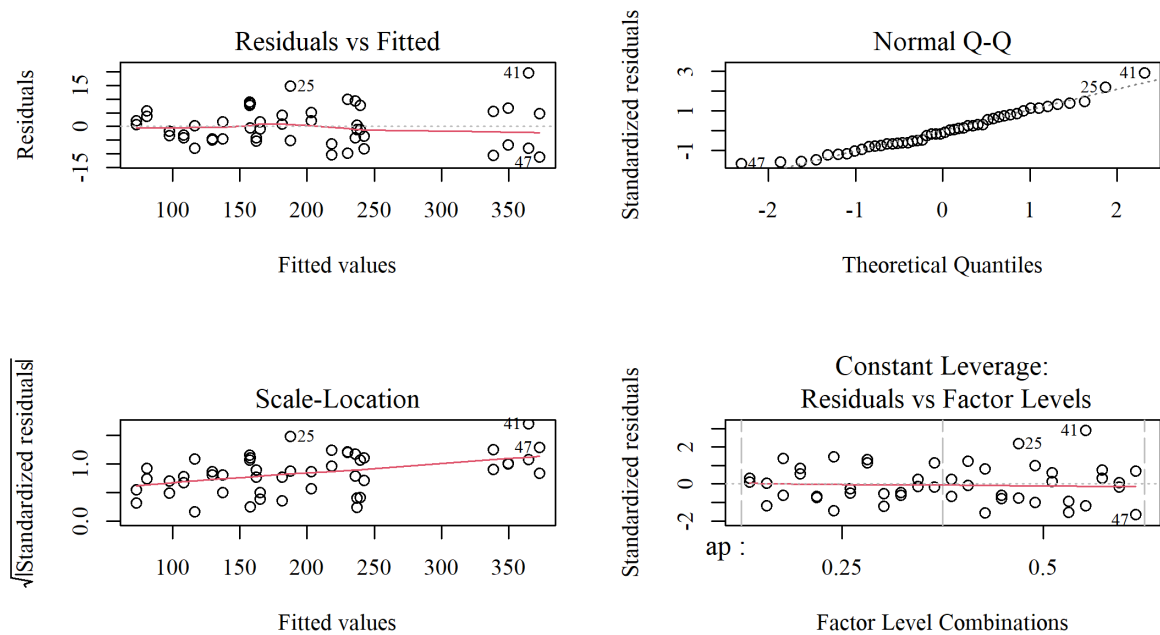 Residuals vs Fitted
Residuals
-15 0 15
41
25
47
100 150 200 250 300 350
Fitted values
Normal Q-Q
Standardized residuals
-1 1 3
41
25
47
-2 -1 0 1 2
Theoretical Quantiles
Scale-Location
√|Standardized residuals|
0.0 1.0
41
25
47
100 150 200 250 300 350
Fitted values
Constant Leverage:
Residuals vs Factor Levels
Standardized residuals
-2 0 2
41
25
47
ap :
0.25 0.5
Factor Level Combinations